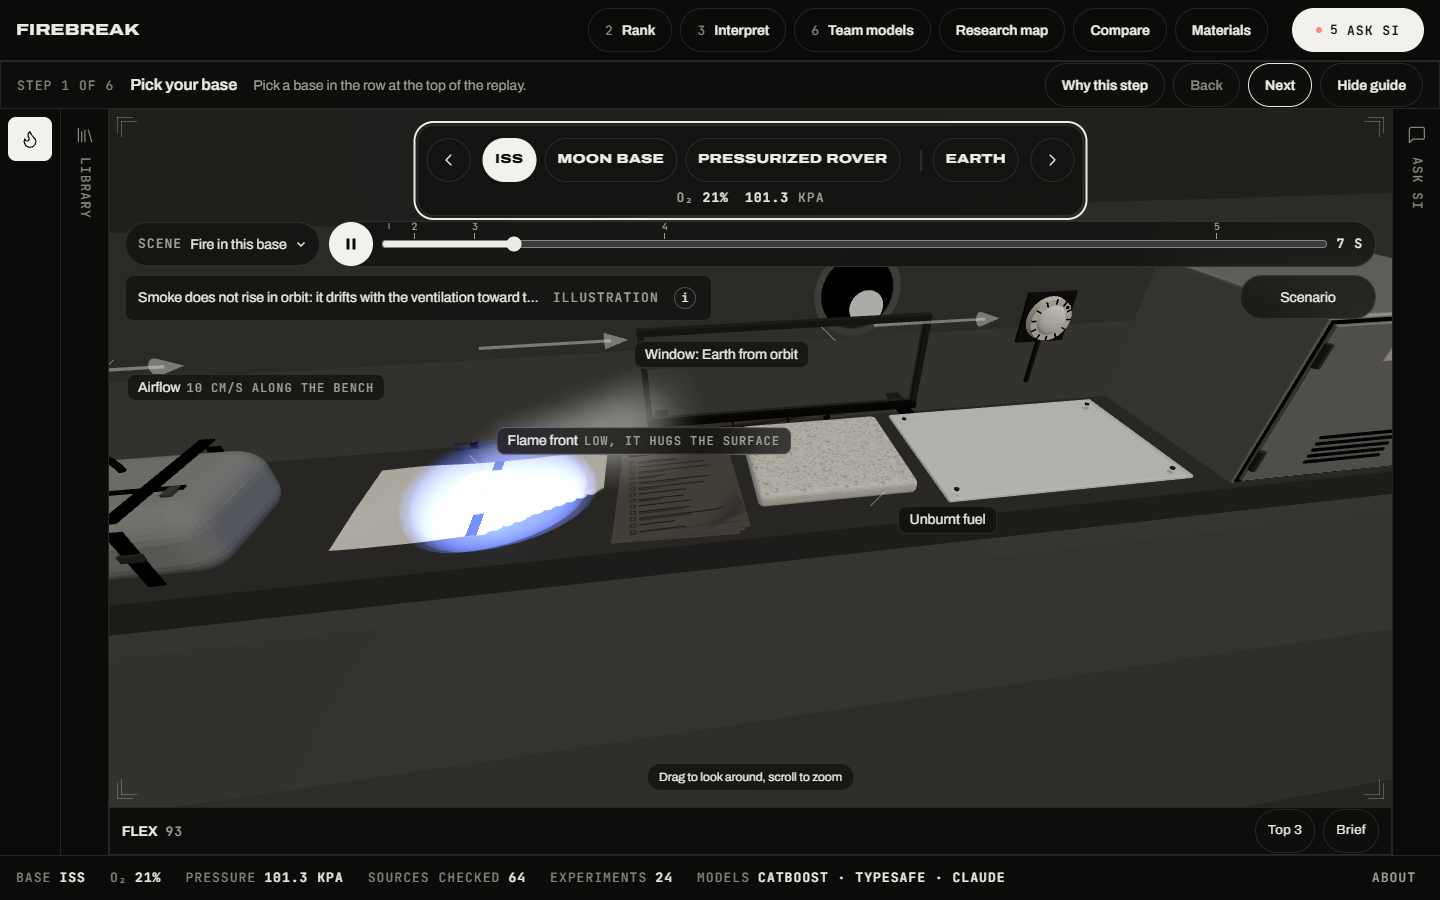 FIREBREAK
2 Rank
3 Interpret
6 Team models
Research map
Compare
Materials
5 ASK SI
STEP 1 OF 6 Pick your base Pick a base in the row at the top of the replay.
Why this step
Back
Next
Hide guide
LIBRARY
ISS
MOON BASE
PRESSURIZED ROVER
EARTH
O₂ 21% 101.3 KPA
ASK SI
SCENE Fire in this base
1 2 3 4 5
7 S
Smoke does not rise in orbit: it drifts with the ventilation toward t... ILLUSTRATION i
Scenario
Window: Earth from orbit
Airflow 10 CM/S ALONG THE BENCH
Flame front LOW, IT HUGS THE SURFACE
Unburnt fuel
Drag to look around, scroll to zoom
FLEX 93
Top 3
Brief
BASE ISS O₂ 21% PRESSURE 101.3 KPA SOURCES CHECKED 64 EXPERIMENTS 24 MODELS CATBOOST · TYPESAFE · CLAUDE
ABOUT